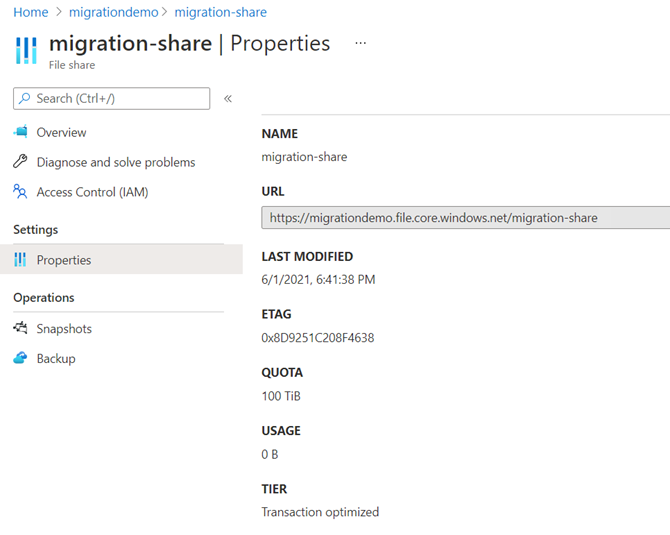 Home > migrationdemo > migration-share
migration-share | Properties ...
File share
Search (Ctrl+/) «
Overview
Diagnose and solve problems
Access Control (IAM)
Settings
Properties
Operations
Snapshots
Backup
NAME
migration-share
URL
https://migrationdemo.file.core.windows.net/migration-share
LAST MODIFIED
6/1/2021, 6:41:38 PM
ETAG
0x8D9251C208F4638
QUOTA
100 TiB
USAGE
0 B
TIER
Transaction optimized